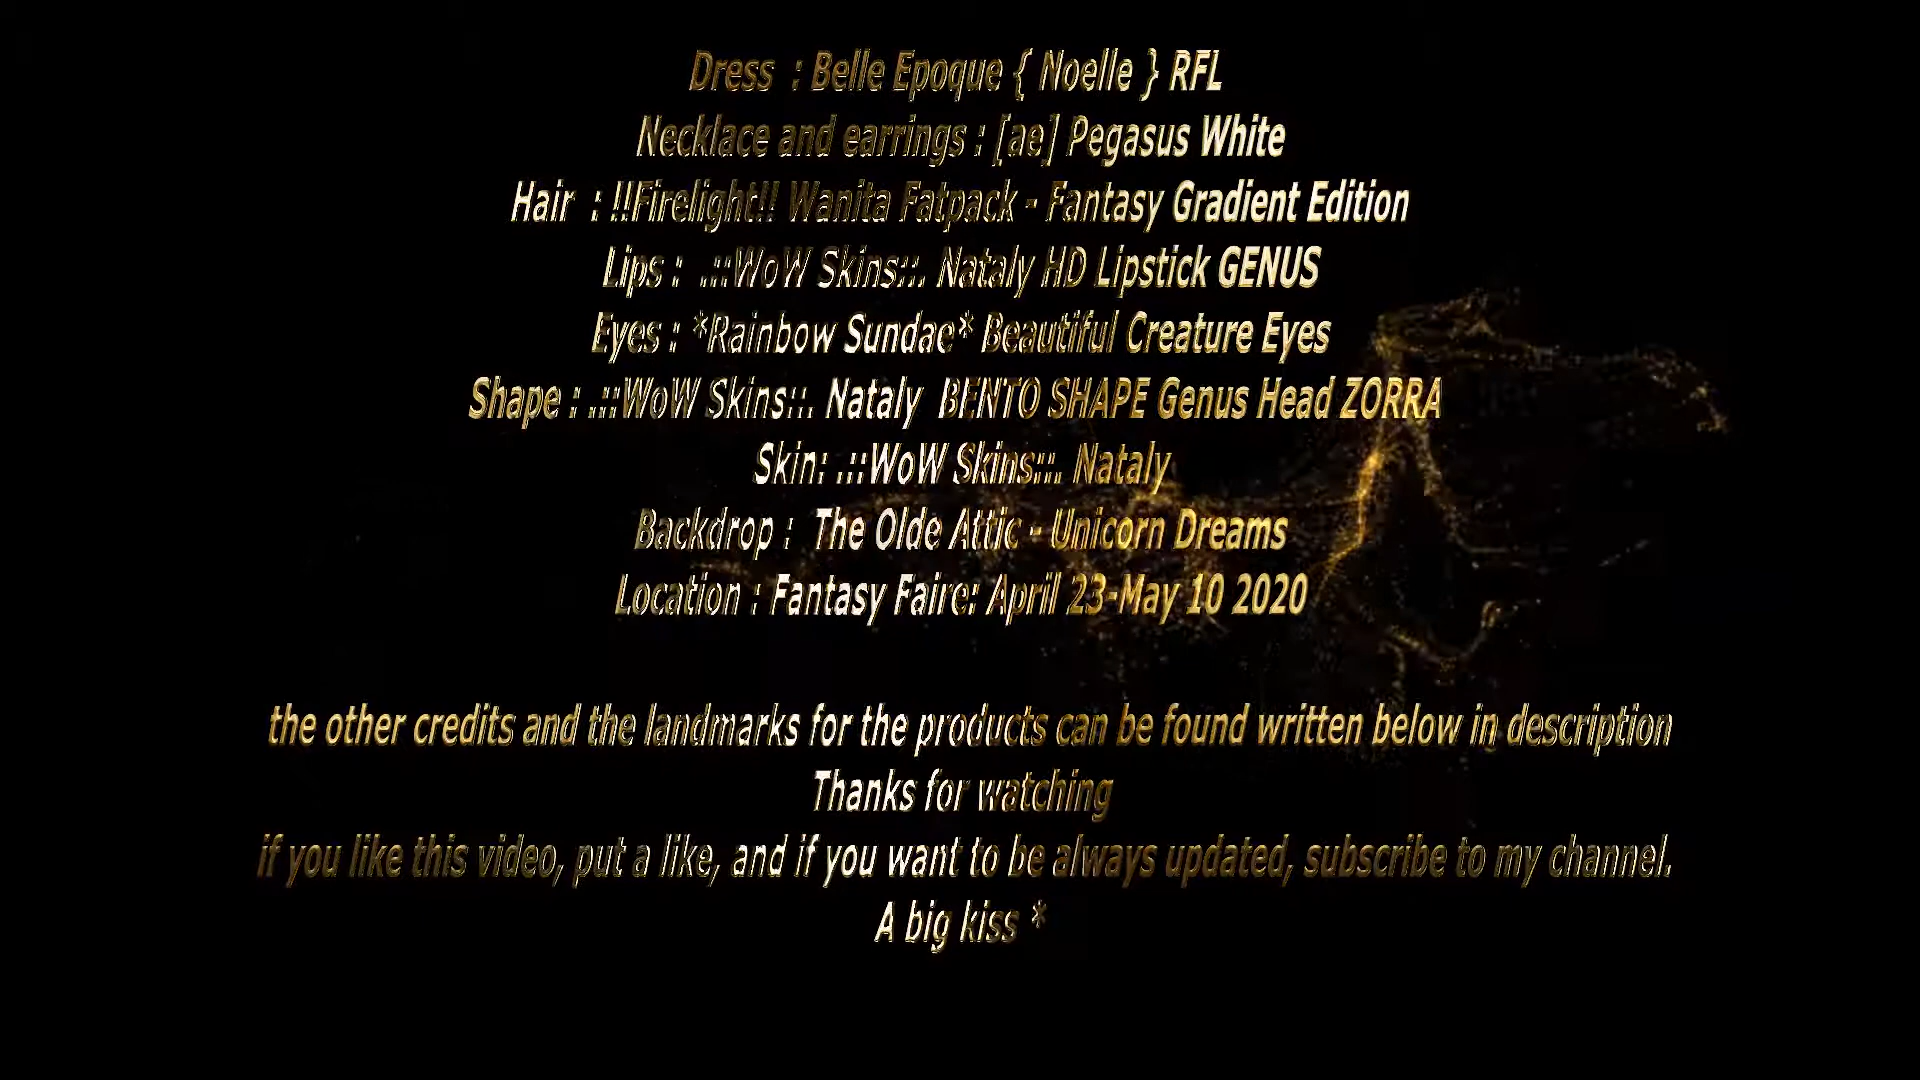 Dress : Belle Epoque { Noelle } RFL
Necklace and earrings : [ae] Pegasus White
Hair : !!Firelight!! Wanita Fatpack - Fantasy Gradient Edition
Lips : .::WoW Skins::. Nataly HD Lipstick GENUS
Eyes : *Rainbow Sundae* Beautiful Creature Eyes
Shape : .::WoW Skins::. Nataly BENTO SHAPE Genus Head ZORRA
Skin: .::WoW Skins::. Nataly
Backdrop : The Olde Attic - Unicorn Dreams
Location : Fantasy Faire: April 23-May 10 2020
the other credits and the landmarks for the products can be found written below in description
Thanks for watching
if you like this video, put a like, and if you want to be always updated, subscribe to my channel.
A big kiss *